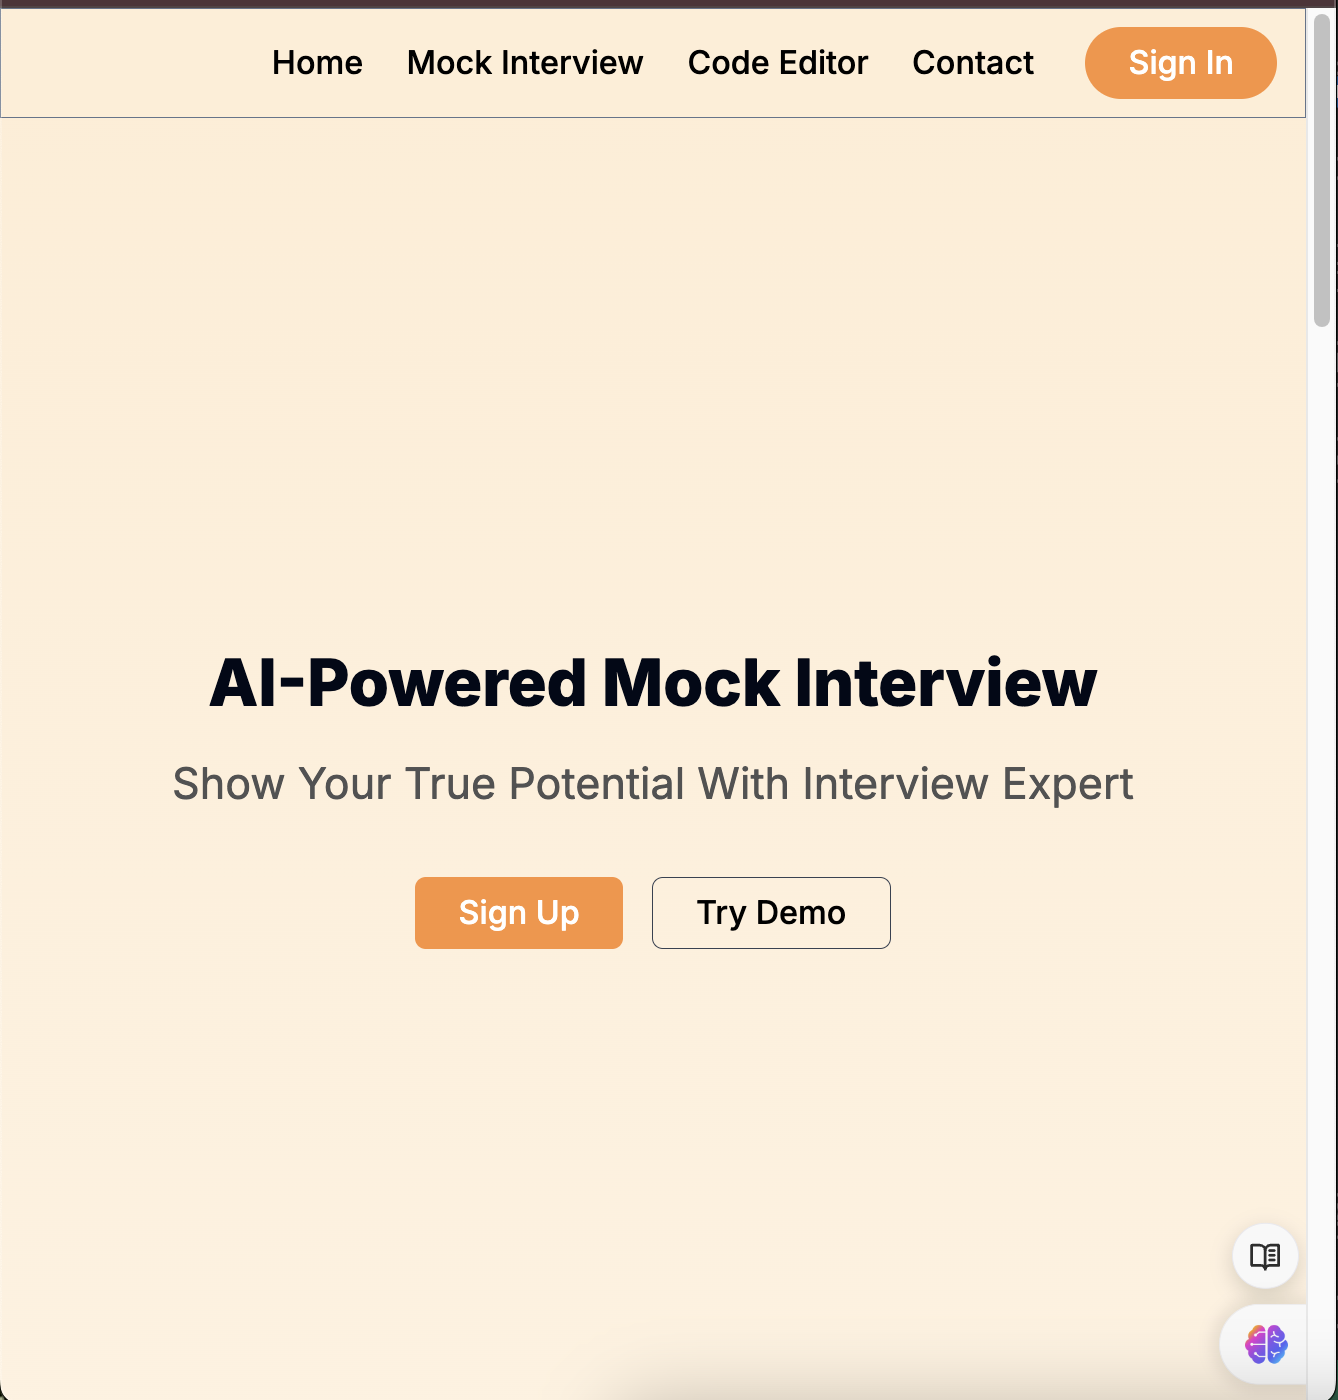 Home Mock Interview Code Editor Contact Sign In
AI-Powered Mock Interview
Show Your True Potential With Interview Expert
Sign Up Try Demo